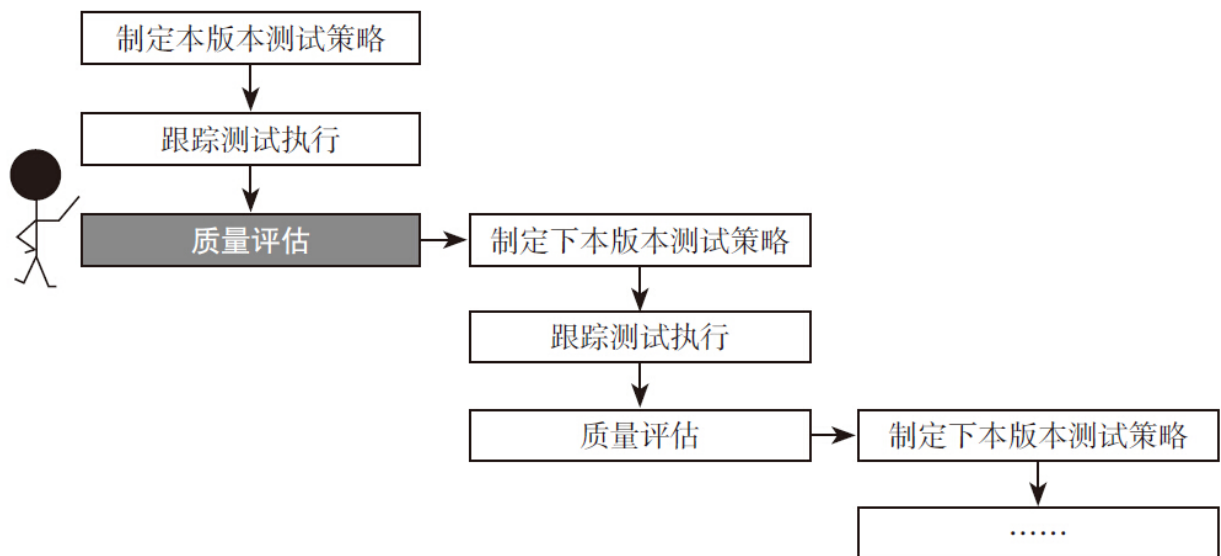 制定本版本测试策略
跟踪测试执行
质量评估
制定下本版本测试策略
跟踪测试执行
质量评估
制定下本版本测试策略
……